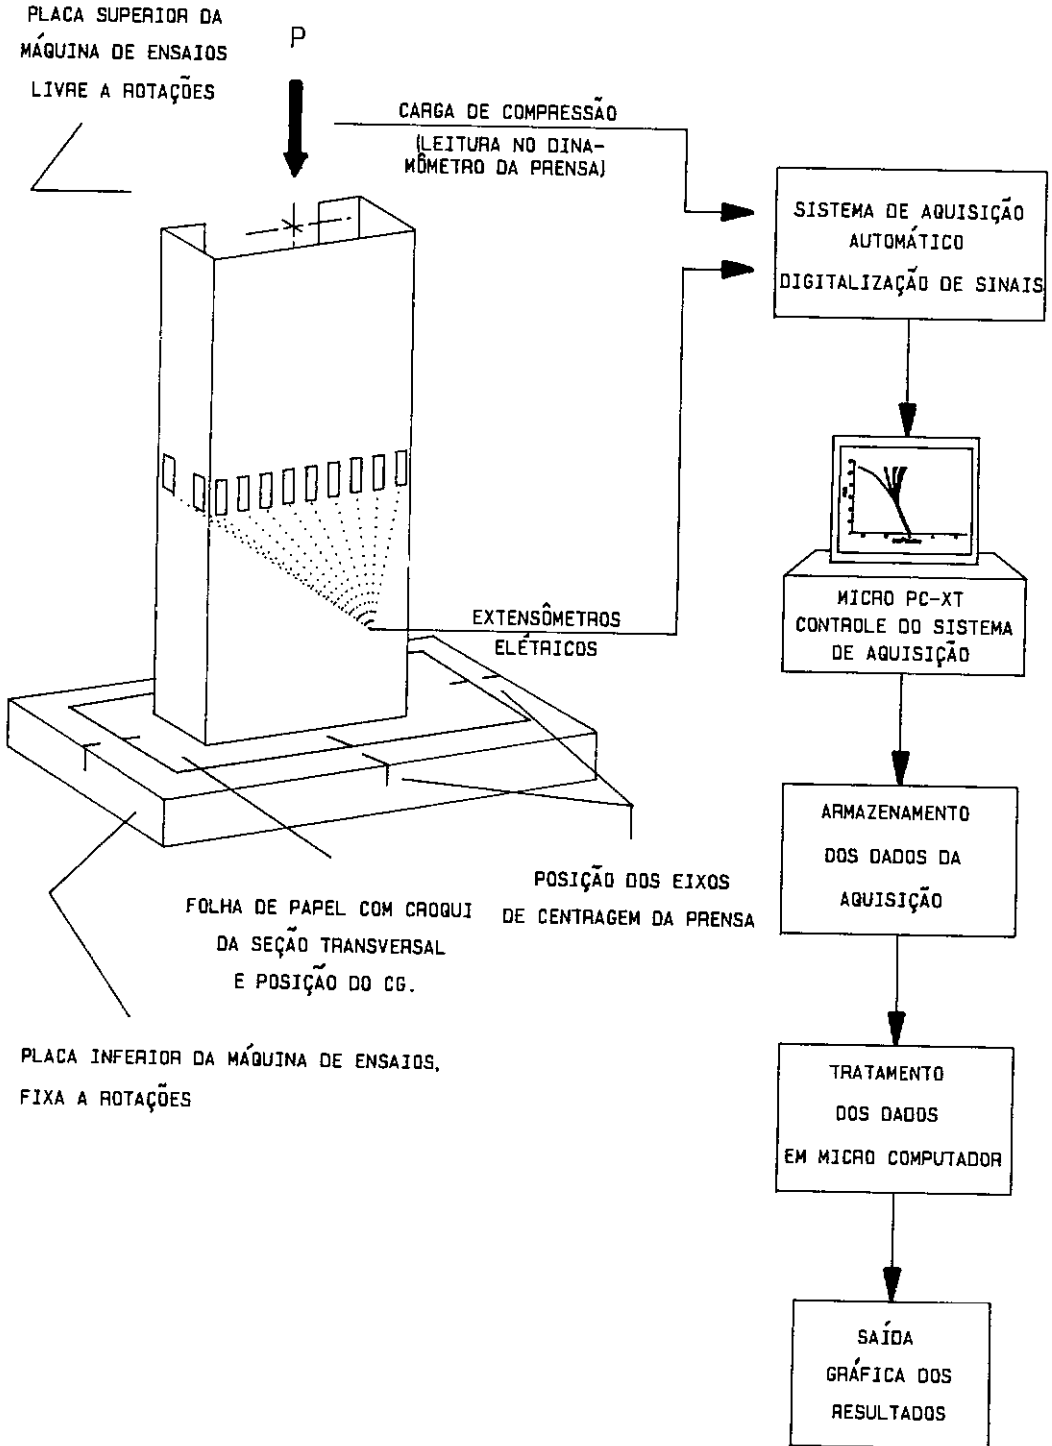 PLACA SUPERIOR DA
MÁQUINA DE ENSAIOS
LIVRE A ROTAÇÕES
P
CARGA DE COMPRESSÃO
(LEITURA NO DINA-
MÔMETRO DA PRENSA)
SISTEMA DE AQUISIÇÃO
AUTOMÁTICO
DIGITALIZAÇÃO DE SINAIS
MICRO PC-XT
CONTROLE DO SISTEMA
DE AQUISIÇÃO
EXTENSÔMETROS
ELÉTRICOS
ARMAZENAMENTO
DOS DADOS DA
AQUISIÇÃO
POSIÇÃO DOS EIXOS
DE CENTRAGEM DA PRENSA
FOLHA DE PAPEL COM CROQUI
DA SEÇÃO TRANSVERSAL
E POSIÇÃO DO CG.
PLACA INFERIOR DA MÁQUINA DE ENSAIOS,
FIXA A ROTAÇÕES
TRATAMENTO
DOS DADOS
EM MICRO COMPUTADOR
SAÍDA
GRÁFICA DOS
RESULTADOS